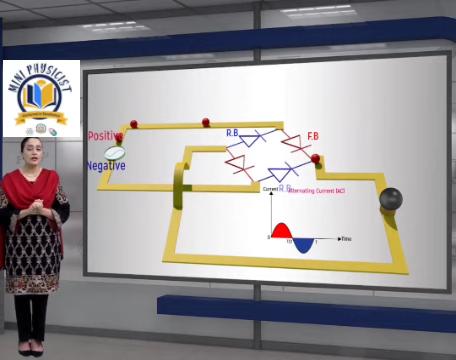 MINI PHYSICIST
Positive
Negative
R.B
F.B
R.B
Current
Alternating Current (AC)
Time